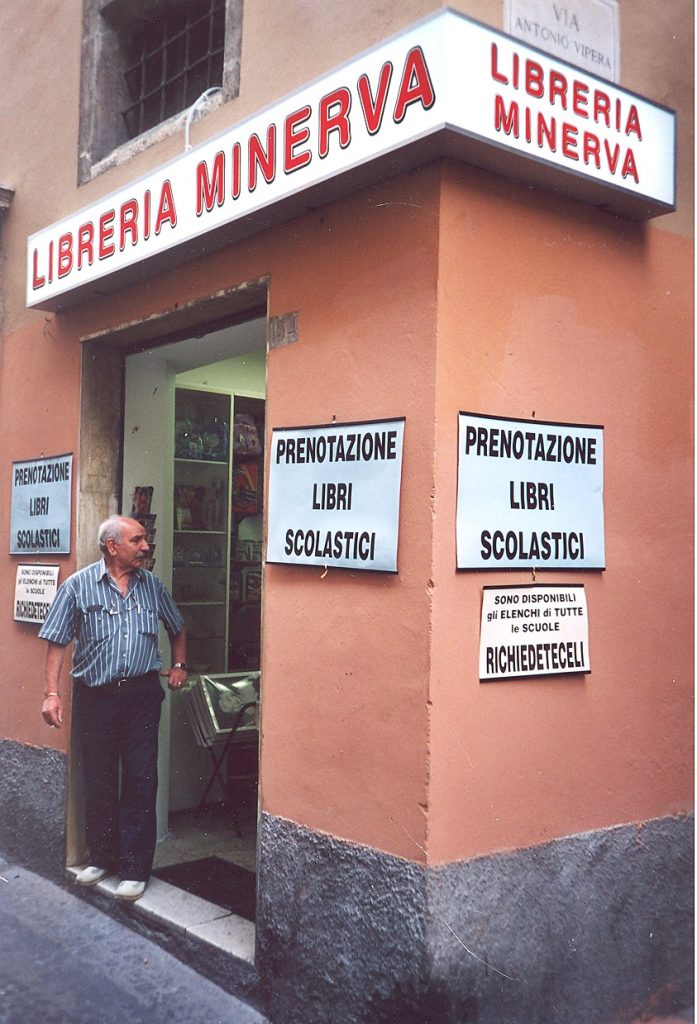 VIA
ANTONIO VIPERA
LIBRERIA MINERVA
LIBRERIA
MINERVA
PRENOTAZIONE
LIBRI
SCOLASTICI
SONO DISPONIBILI
gli ELENCHI di TUTTE
le SCUOLE
RICHIEDETECELI
PRENOTAZIONE
LIBRI
SCOLASTICI
PRENOTAZIONE
LIBRI
SCOLASTICI
SONO DISPONIBILI
gli ELENCHI di TUTTE
le SCUOLE
RICHIEDETECELI